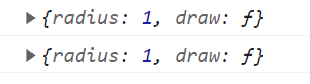 ▶ {radius: 1, draw: ƒ}
▶ {radius: 1, draw: ƒ}